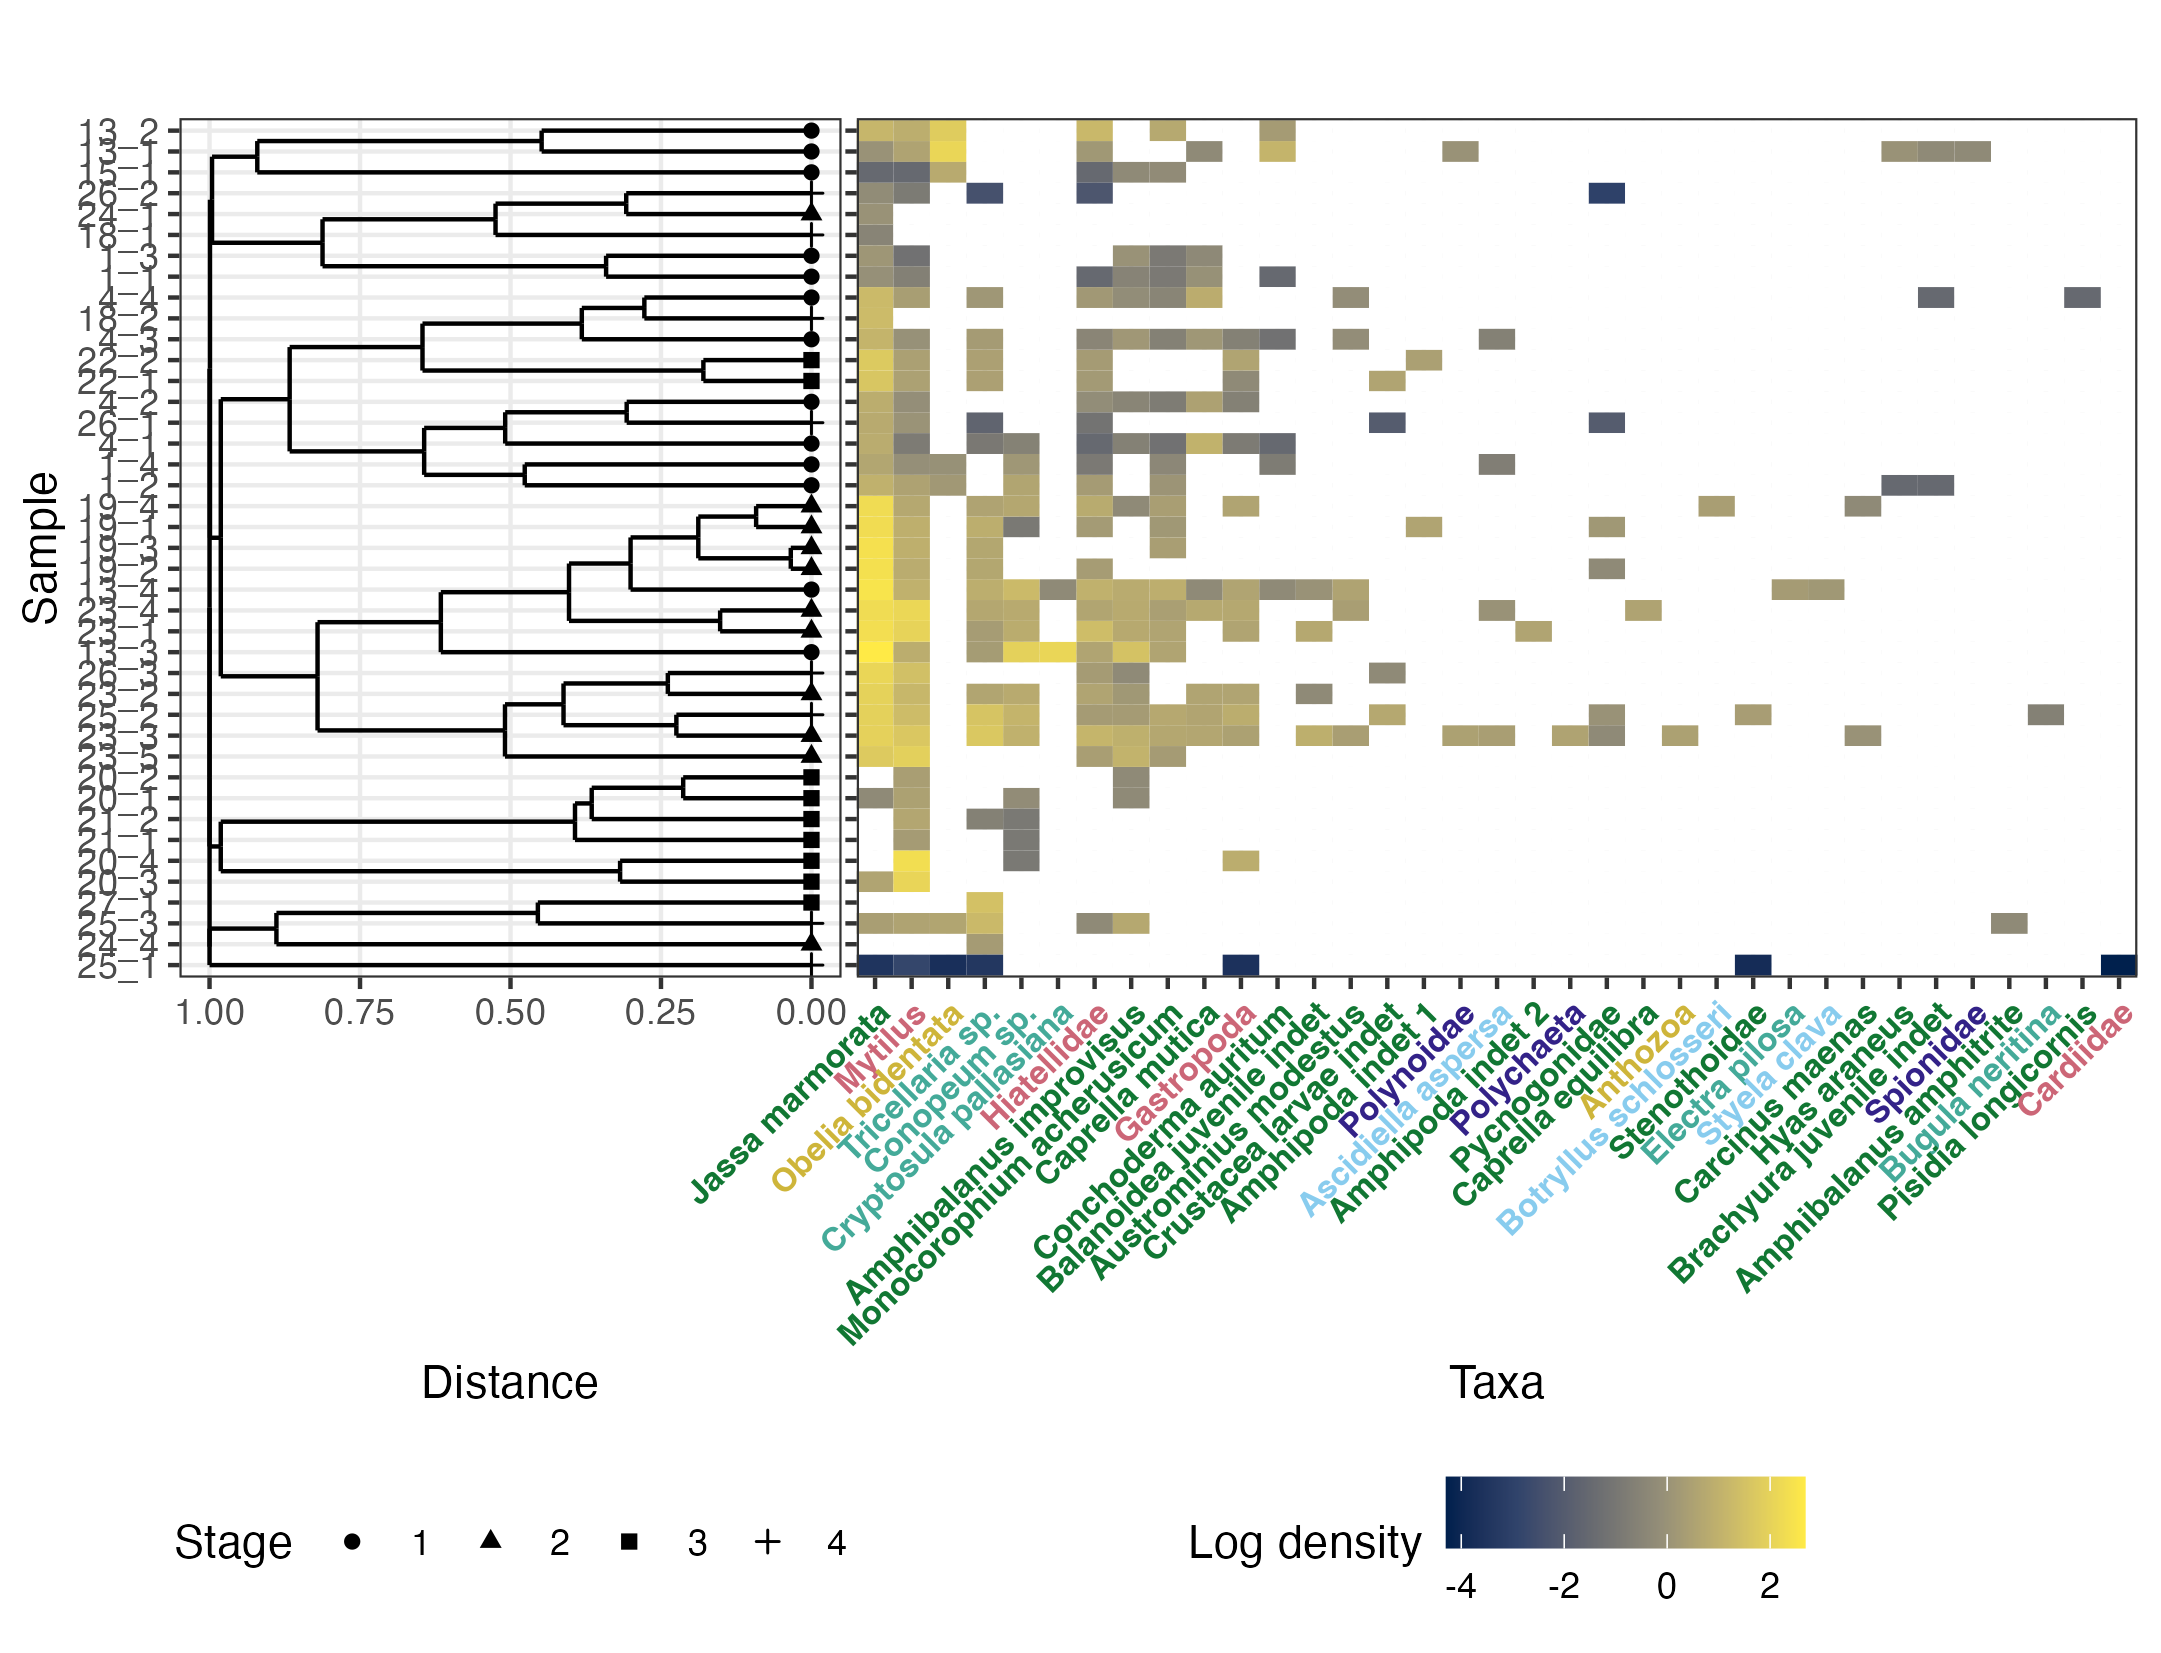 Sample
13_2
13_1
15_1
26_2
24_1
18_1
1_3
1_1
4_4
18_2
4_3
22_2
22_1
4_2
26_1
4_1
1_4
1_2
19_4
19_1
19_3
19_2
13_4
23_4
23_1
13_3
26_3
23_2
25_2
23_3
23_5
20_2
20_1
21_2
21_1
20_4
20_3
27_1
25_3
24_4
25_1
1.00 0.75 0.50 0.25 0.00
Jassa marmorata
Mytilus
Obelia bidentata
Tricellaria sp.
Conopeum sp.
Cryptosula pallasiana
Hiatellidae
Amphibalanus improvisus
Monocorophium acherusicum
Caprella mutica
Gastropoda
Conchoderma auritum
Balanoidea juvenile indet
Austrominius modestus
Crustacea larvae indet
Amphipoda indet 1
Polynoidae
Ascidiella aspersa
Amphipoda indet 2
Polychaeta
Pycnogonidae
Caprella equilibra
Anthozoa
Botryllus schlosseri
Stenothoidae
Electra pilosa
Styela clava
Carcinus maenas
Hyas araneus
Brachyura juvenile indet
Spionidae
Amphibalanus amphitrite
Bugula neritina
Pisidia longicornis
Cardiidae
Distance
Taxa
Stage 1 2 3 4
Log density
-4 -2 0 2